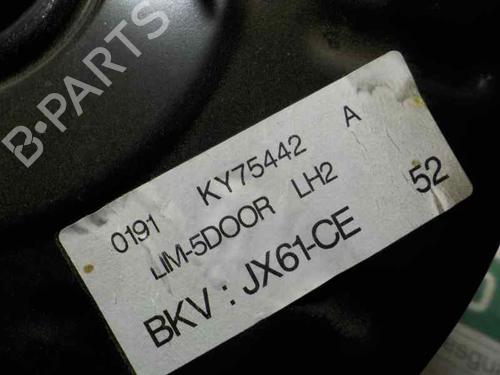 B-PARTS
0191 KY75442 A
LIM-5DOOR LH2 52
BKV : JX61-CE